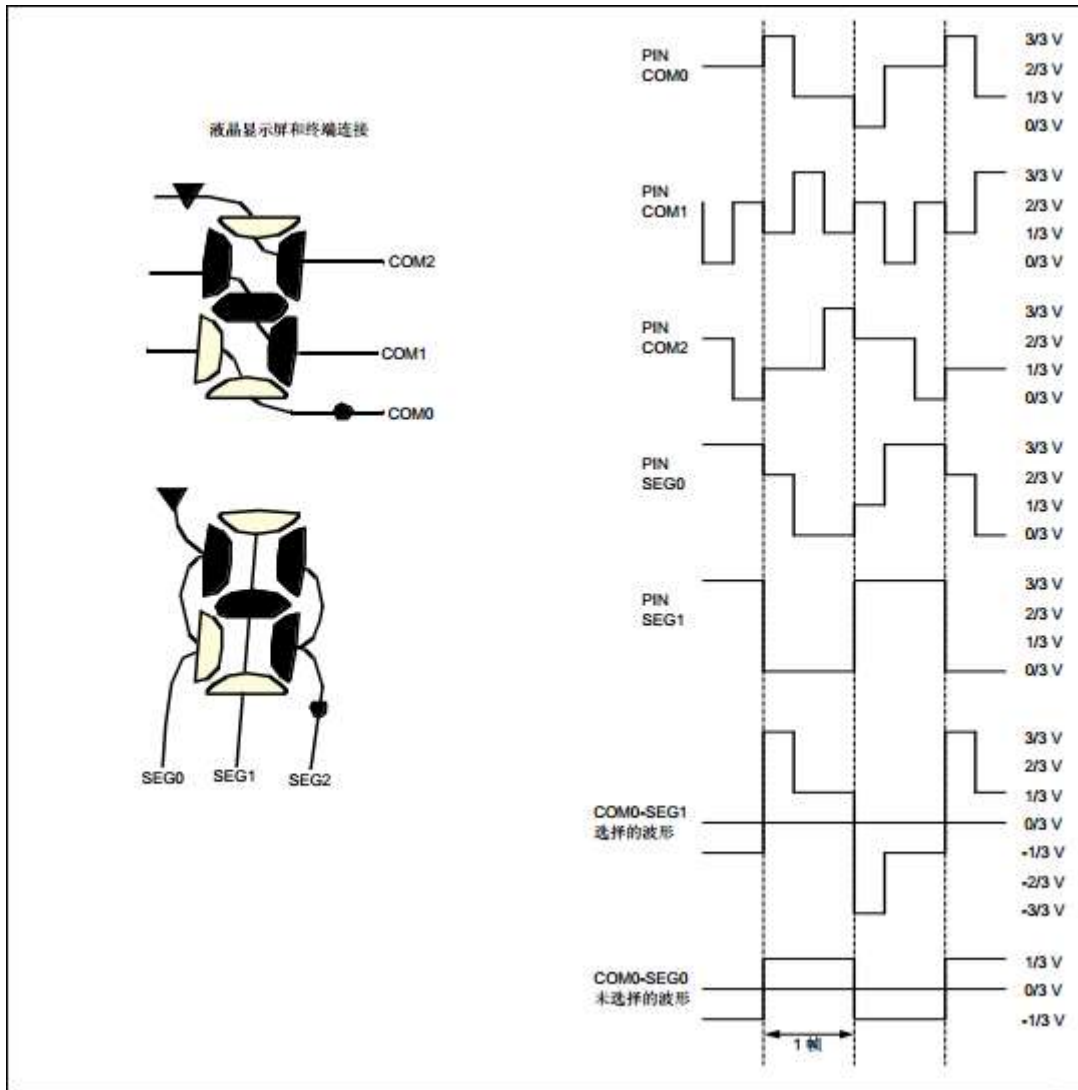 液晶显示屏和终端连接
COM2
COM1
COM0
SEG0
SEG1
SEG2
PIN
COM0
3/3 V
2/3 V
1/3 V
0/3 V
PIN
COM1
3/3 V
2/3 V
1/3 V
0/3 V
PIN
COM2
3/3 V
2/3 V
1/3 V
0/3 V
PIN
SEG0
3/3 V
2/3 V
1/3 V
0/3 V
PIN
SEG1
3/3 V
2/3 V
1/3 V
0/3 V
COM0-SEG1
选择的波形
3/3 V
2/3 V
1/3 V
0/3 V
-1/3 V
-2/3 V
-3/3 V
COM0-SEG0
未选择的波形
1/3 V
0/3 V
-1/3 V
1 帧